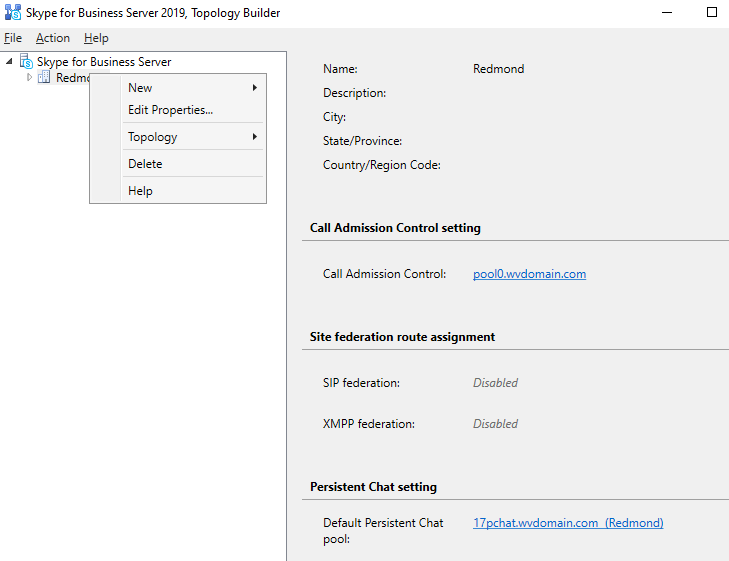 Skype for Business Server 2019, Topology Builder
File Action Help
Skype for Business Server
Redmo
New
Edit Properties...
Topology
Delete
Help
Name: Redmond
Description:
City:
State/Province:
Country/Region Code:
Call Admission Control setting
Call Admission Control: pool0.wvdomain.com
Site federation route assignment
SIP federation: Disabled
XMPP federation: Disabled
Persistent Chat setting
Default Persistent Chat 17pchat.wvdomain.com (Redmond)
pool: